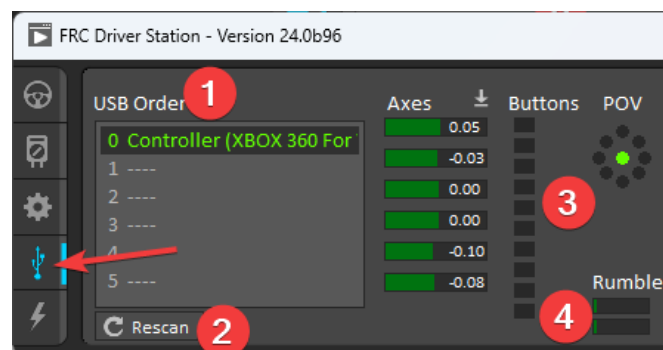 FRC Driver Station - Version 24.0b96
USB Order 1
Axes
Buttons
POV
0 Controller (XBOX 360 For
1 ----
2 ----
3 ----
4
5 ----
0.05
-0.03
0.00
0.00
-0.10
-0.08
3
Rumble
4
Rescan 2